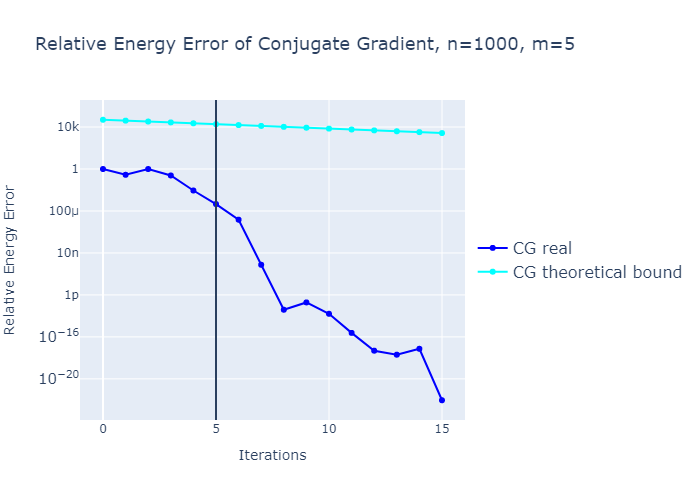 Relative Energy Error of Conjugate Gradient, n=1000, m=5
10k
1
100μ
10n
1p
10⁻¹⁶
10⁻²⁰
Relative Energy Error
0
5
10
15
Iterations
CG real
CG theoretical bound